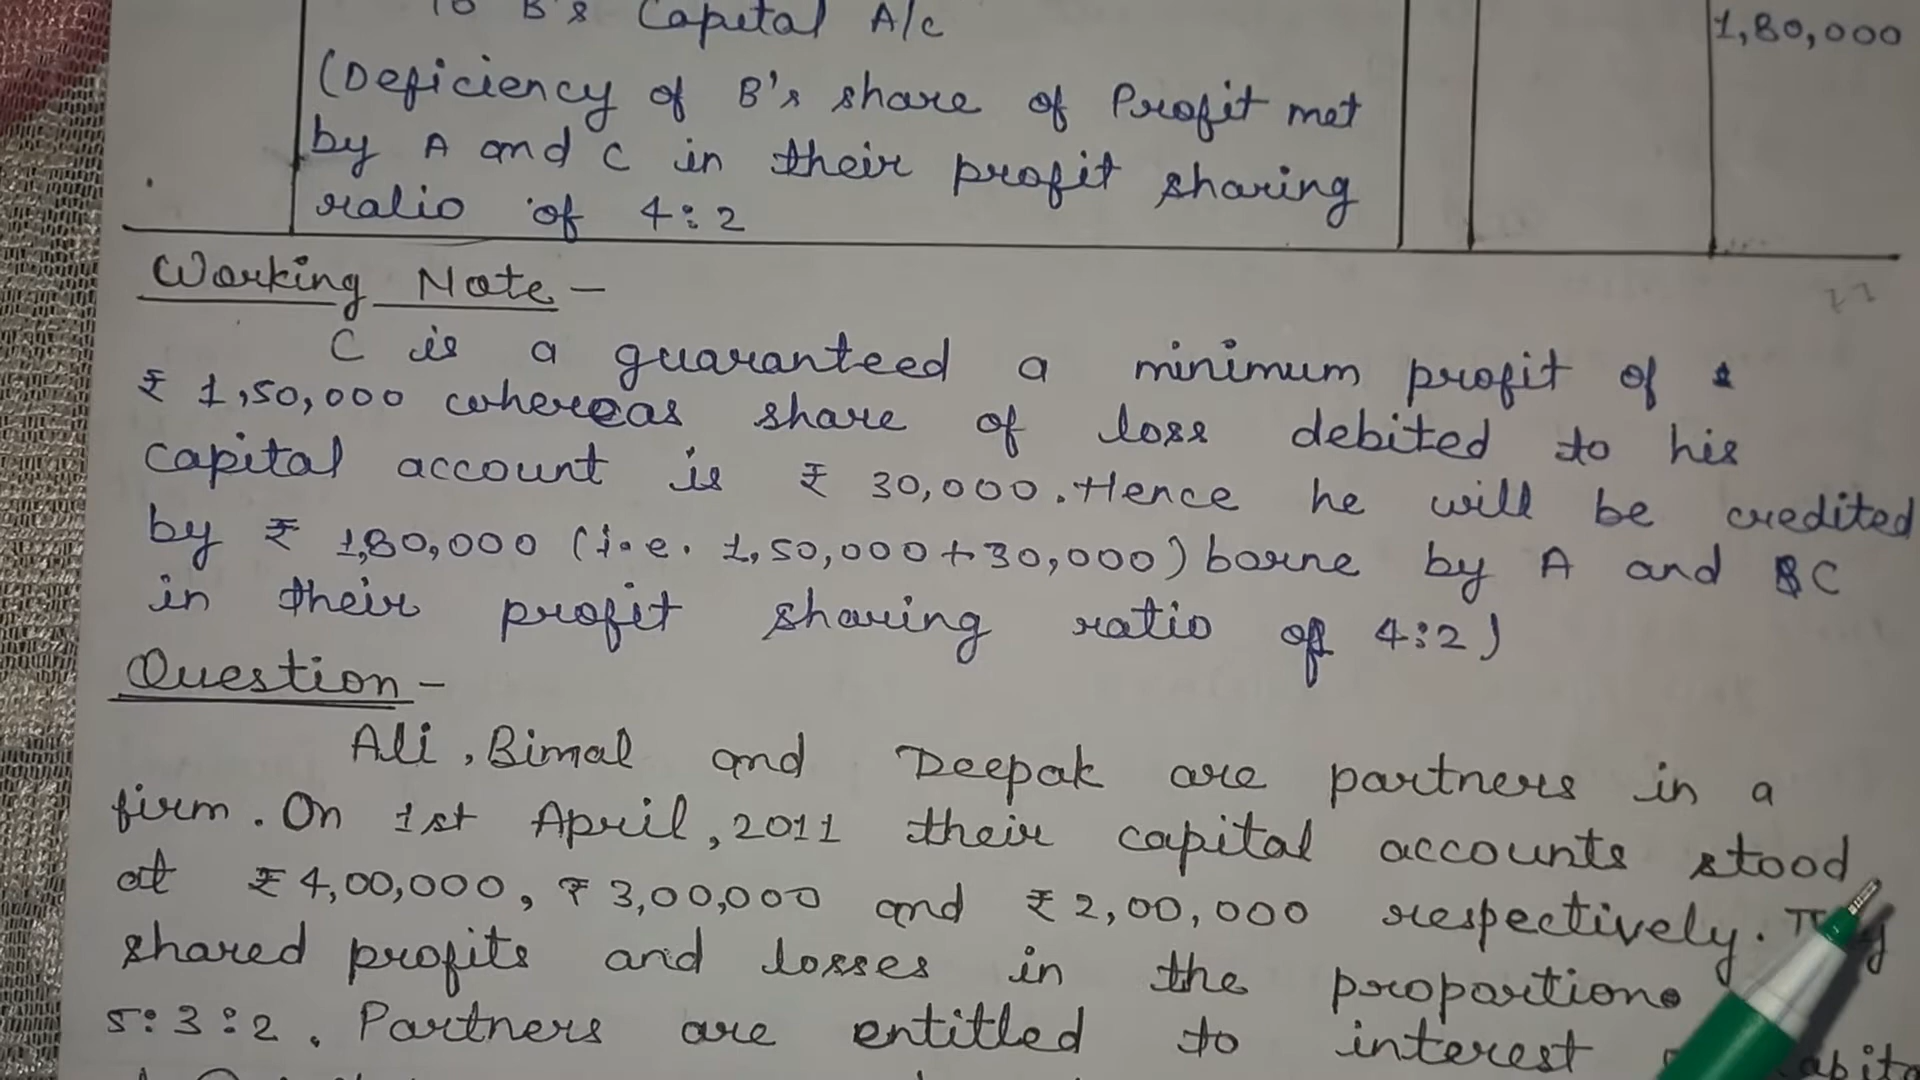 To B's Capital A/c
1,80,000
(Deficiency of B's share of Profit met
by A and C in their profit sharing
ratio of 4:2
Working Note -
C is a guaranteed a minimum profit of
₹ 1,50,000 whereas share of loss debited to his
capital account is ₹ 30,000. Hence he will be credited
by ₹ 1,80,000 (i.e. 1,50,000+30,000) borne by A and C
in their profit sharing ratio of 4:2)
Question -
Ali, Bimal and Deepak are partners in a
firm. On 1st April, 2011 their capital accounts stood
at ₹ 4,00,000, ₹ 3,00,000 and ₹ 2,00,000 respectively.
shared profits and losses in the proportion
5:3:2. Partners are entitled to interest